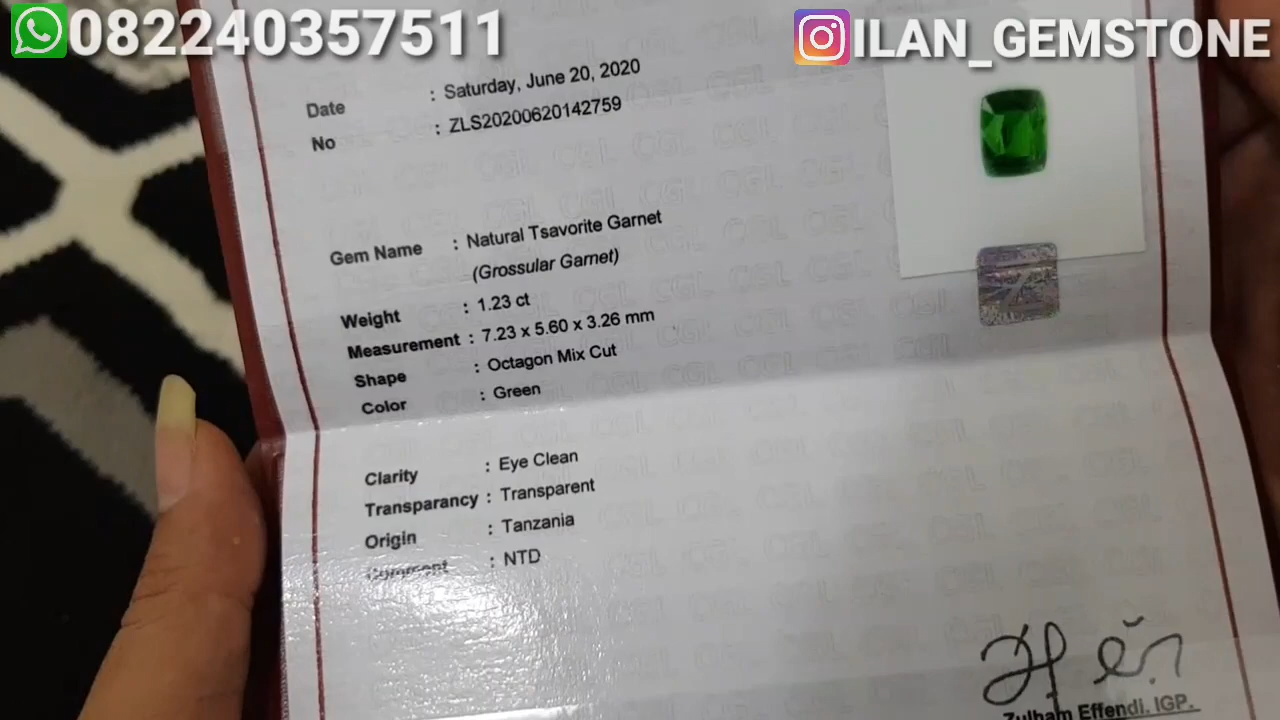 082240357511
ILAN_GEMSTONE
Date : Saturday, June 20, 2020
No : ZLS20200620142759
Gem Name : Natural Tsavorite Garnet
(Grossular Garnet)
Weight : 1.23 ct
Measurement : 7.23 x 5.60 x 3.26 mm
Shape : Octagon Mix Cut
Color : Green
Clarity : Eye Clean
Transparancy : Transparent
Origin : Tanzania
Comment : NTD
Zulham Effendi. IGP.